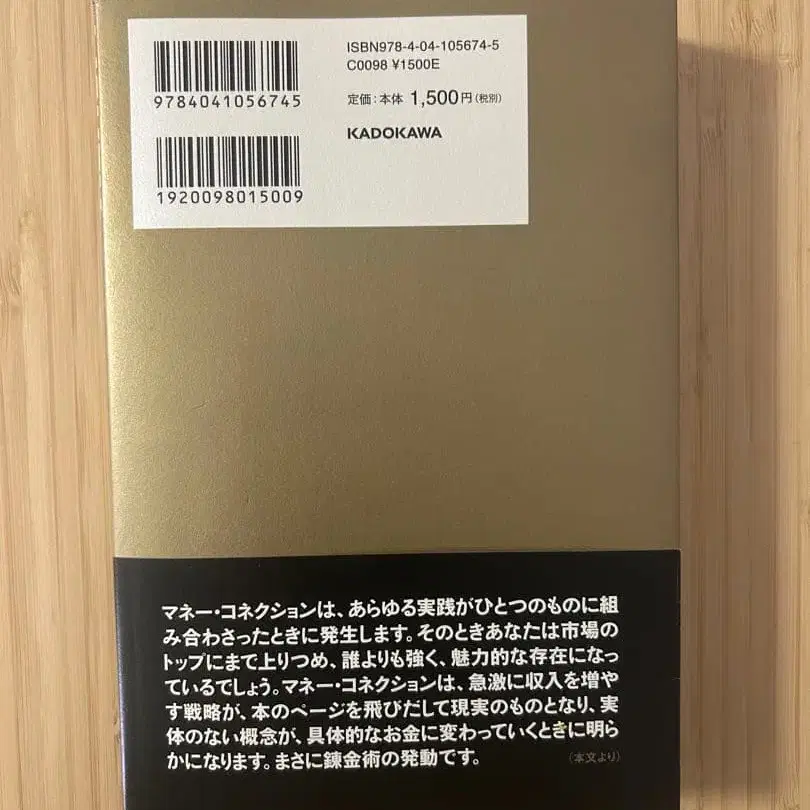 ISBN978-4-04-105674-5
C0098 ¥1500E
9784041056745
定価：本体 1,500円（税別）
KADOKAWA
1920098015009
マネー・コネクションは、あらゆる実践がひとつのものに組
み合わさったときに発生します。そのときあなたは市場の
トップにまで上りつめ、誰よりも強く、魅力的な存在になっ
ているでしょう。マネー・コネクションは、急激に収入を増や
す戦略が、本のページを飛びだして現実のものとなり、実
体のない概念が、具体的なお金に変わっていくときに明ら
かになります。まさに錬金術の発動です。
（本文より）